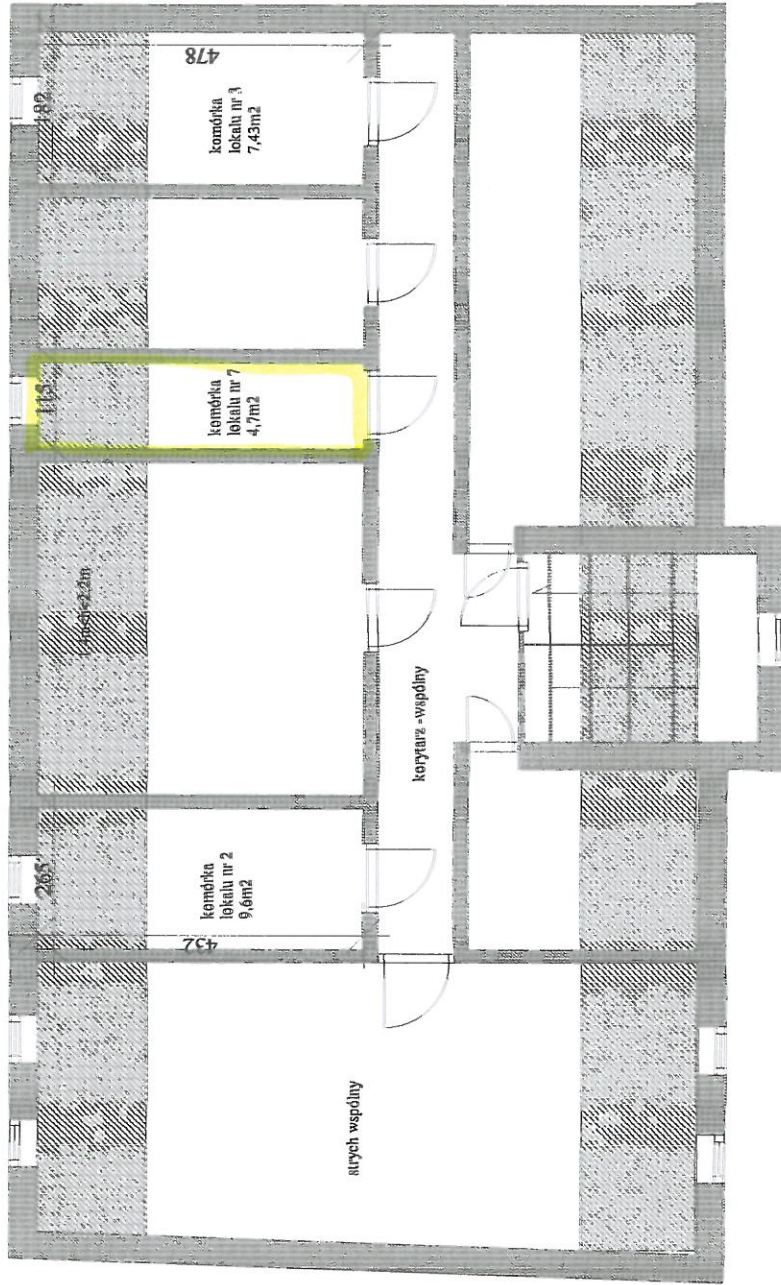 478
182
komórka
lokalu nr 3
7,43m2
komórka
lokalu nr 7
4,7m2
korytarz =wspólny
komórka
lokalu nr 2
9,6m2
265
432
strych wspólny